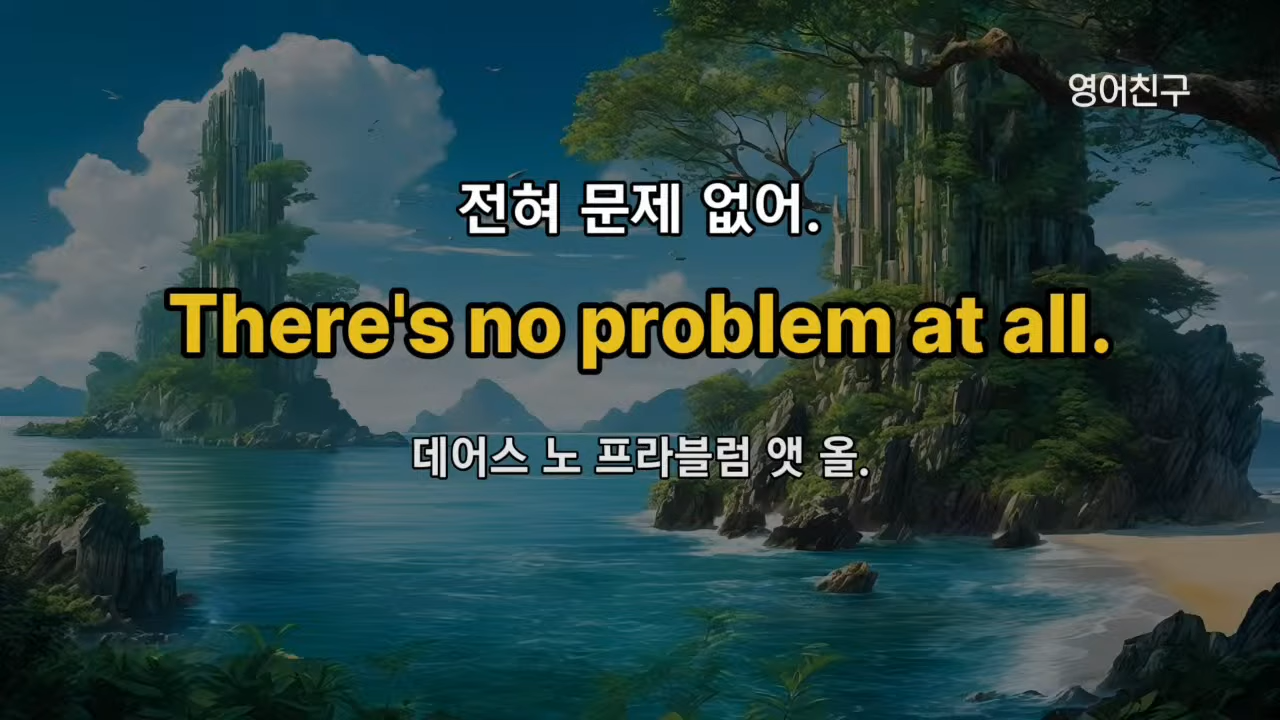 영어친구
전혀 문제 없어.
There's no problem at all.
데어스 노 프라블럼 앳 올.